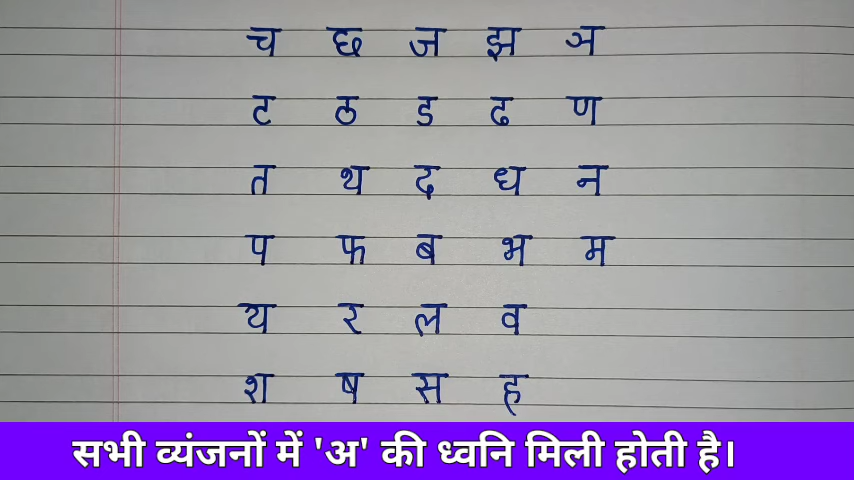 च छ ज झ ञ
ट ठ ड ढ ण
त थ द ध न
प फ ब भ म
य र ल व
श ष स ह
सभी व्यंजनों में 'अ' की ध्वनि मिली होती है।